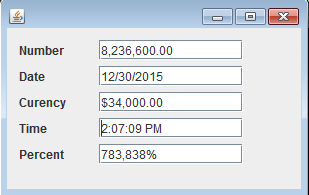 Number 8,236,600.00
Date 12/30/2015
Curency $34,000.00
Time 2:07:09 PM
Percent 783,838%